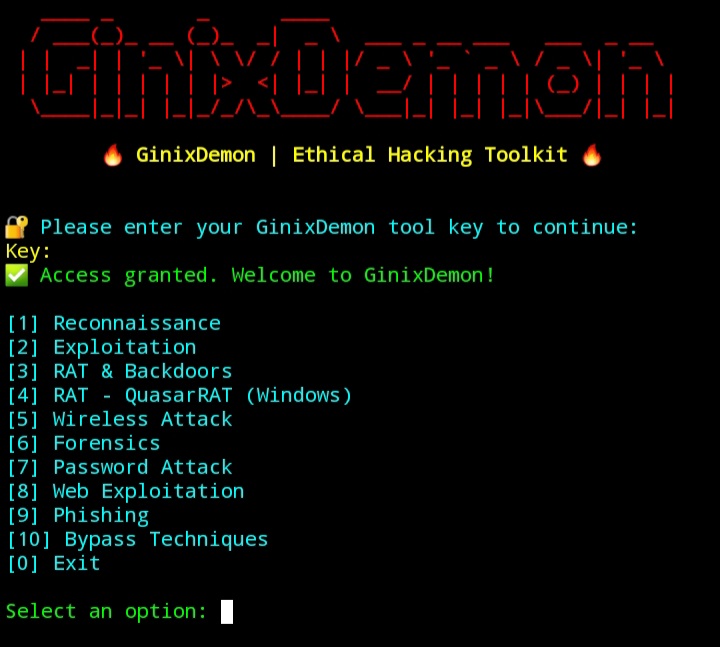 GinixDemon
🔥 GinixDemon | Ethical Hacking Toolkit 🔥
🔐 Please enter your GinixDemon tool key to continue:
Key:
✅ Access granted. Welcome to GinixDemon!
[1] Reconnaissance
[2] Exploitation
[3] RAT & Backdoors
[4] RAT - QuasarRAT (Windows)
[5] Wireless Attack
[6] Forensics
[7] Password Attack
[8] Web Exploitation
[9] Phishing
[10] Bypass Techniques
[0] Exit
Select an option: